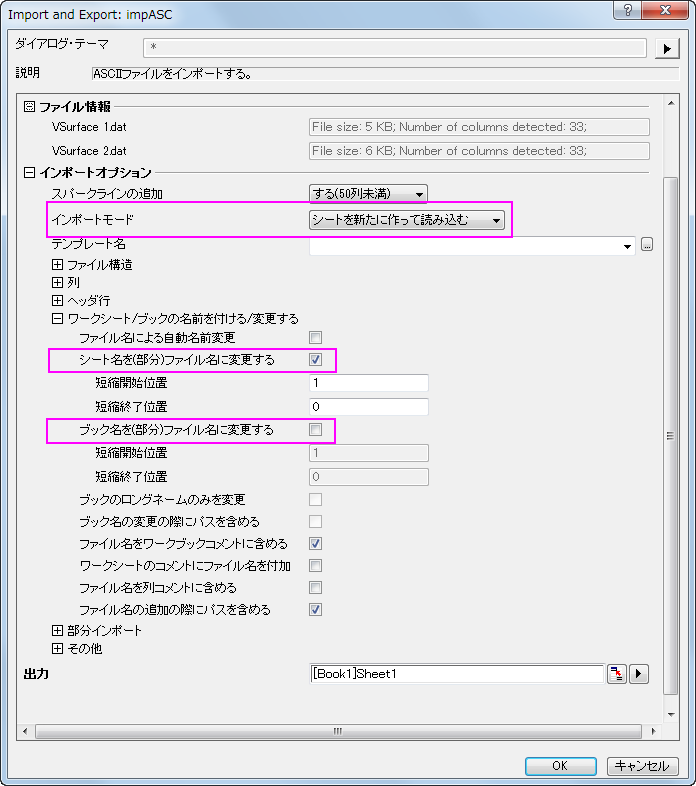 Import and Export: impASC
ダイアログ・テーマ *
説明 ASCIIファイルをインポートする。
ファイル情報
VSurface 1.dat File size: 5 KB; Number of columns detected: 33;
VSurface 2.dat File size: 6 KB; Number of columns detected: 33;
インポートオプション
スパークラインの追加 する(50列未満)
インポートモード シートを新たに作って読み込む
テンプレート名 ...
ファイル構造
列
ヘッダ行
ワークシート/ブックの名前を付ける/変更する
ファイル名による自動名前変更
シート名を(部分)ファイル名に変更する
短縮開始位置 1
短縮終了位置 0
ブック名を(部分)ファイル名に変更する
短縮開始位置 1
短縮終了位置 0
ブックのロングネームのみを変更
ブック名の変更の際にパスを含める
ファイル名をワークブックコメントに含める
ワークシートのコメントにファイル名を付加
ファイル名を列コメントに含める
ファイル名の追加の際にパスを含める
部分インポート
その他
出力 [Book1]Sheet1
OK キャンセル